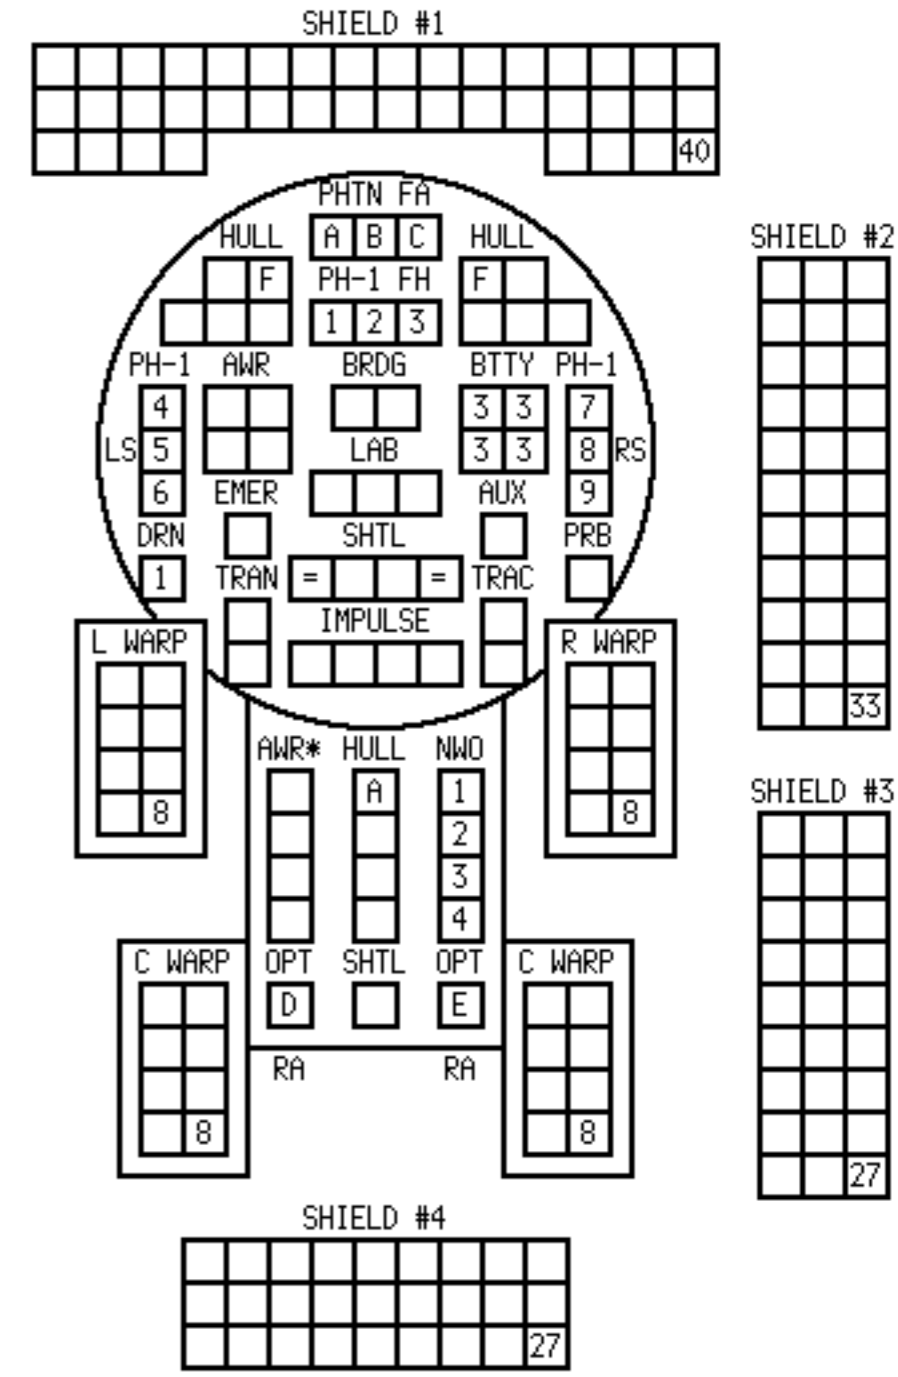 SHIELD #1
40
PHTN FA
HULL A B C HULL
F PH-1 FH F
1 2 3
PH-1 AWR BRDG BTTY PH-1
4 3 3 7
LS 5 LAB 3 3 8 RS
6 EMER AUX 9
DRN SHTL PRB
1 TRAN = = TRAC
IMPULSE
L WARP R WARP
8 8
AWR* HULL NWO
A 1
2
3
4
C WARP OPT SHTL OPT C WARP
D E
RA RA
8 8
SHIELD #2
33
SHIELD #3
27
SHIELD #4
27